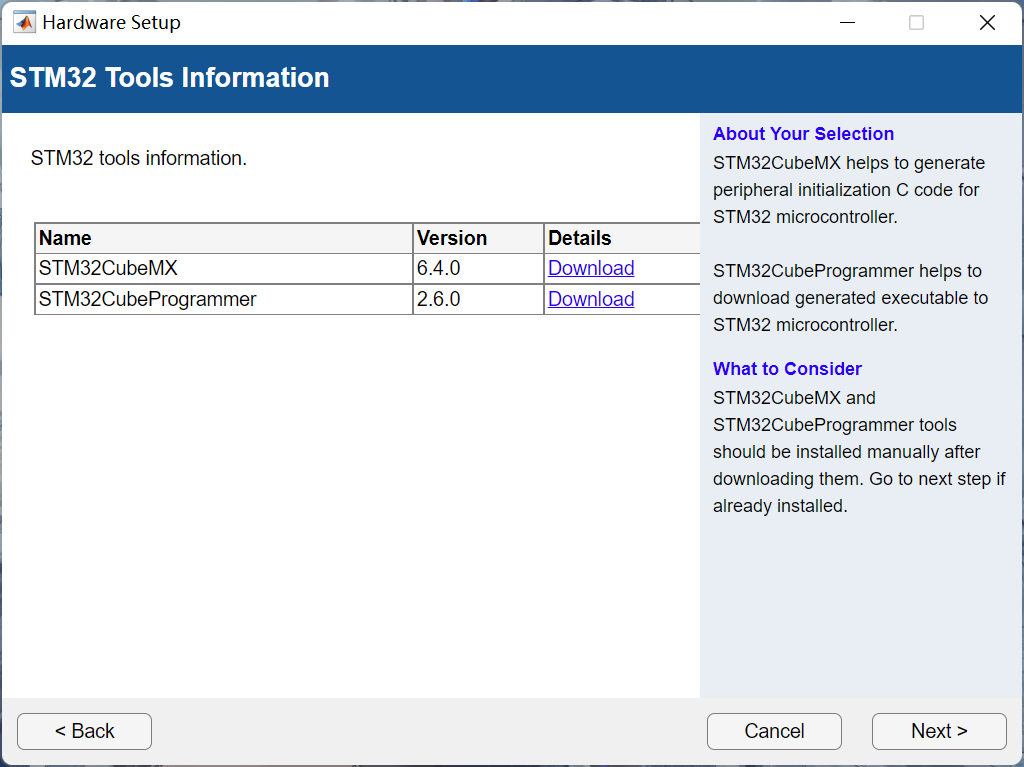 Hardware Setup
STM32 Tools Information
STM32 tools information.
Name Version Details
STM32CubeMX 6.4.0 Download
STM32CubeProgrammer 2.6.0 Download
About Your Selection
STM32CubeMX helps to generate
peripheral initialization C code for
STM32 microcontroller.
STM32CubeProgrammer helps to
download generated executable to
STM32 microcontroller.
What to Consider
STM32CubeMX and
STM32CubeProgrammer tools
should be installed manually after
downloading them. Go to next step if
already installed.
< Back
Cancel
Next >